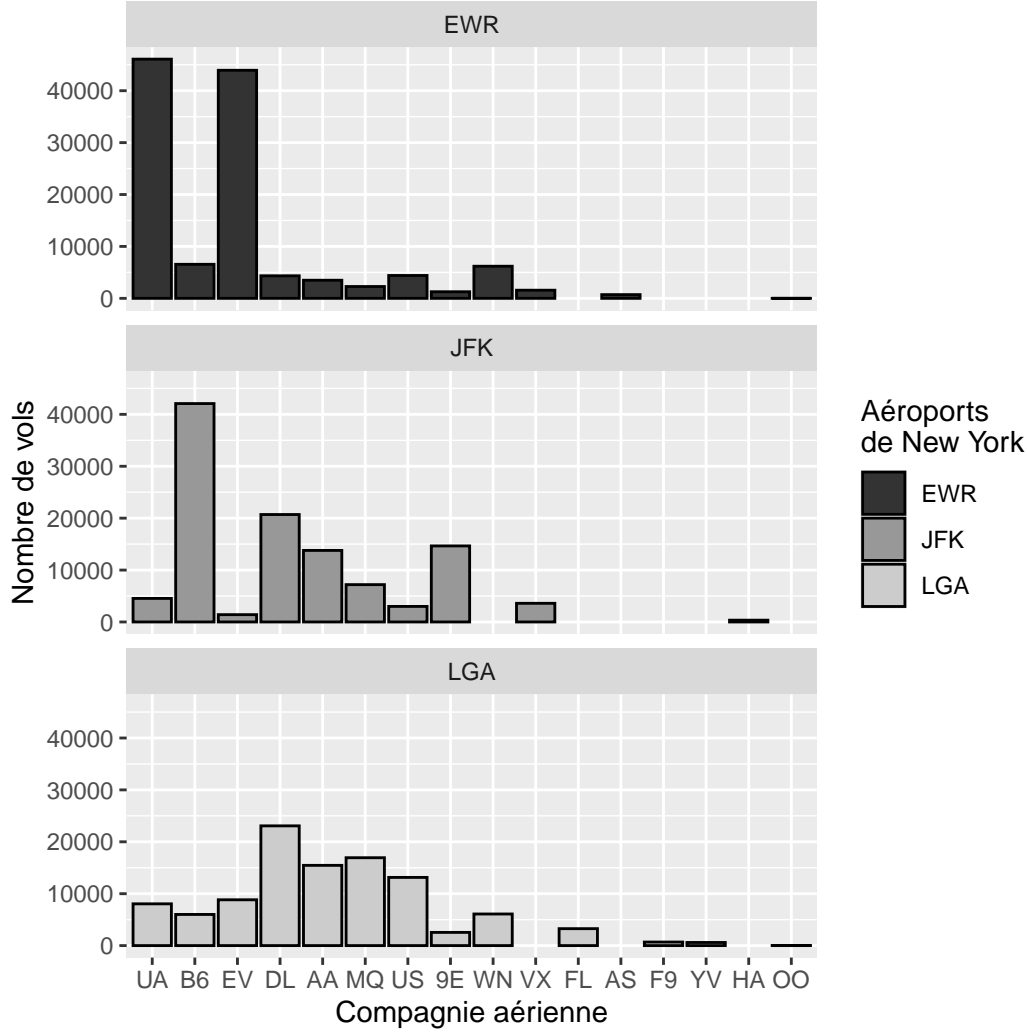 EWR
40000
30000
20000
10000
0
JFK
40000
30000
20000
10000
0
LGA
40000
30000
20000
10000
0
UA B6 EV DL AA MQ US 9E WN VX FL AS F9 YV HA OO
Compagnie aérienne
Nombre de vols
Aéroports
de New York
EWR
JFK
LGA